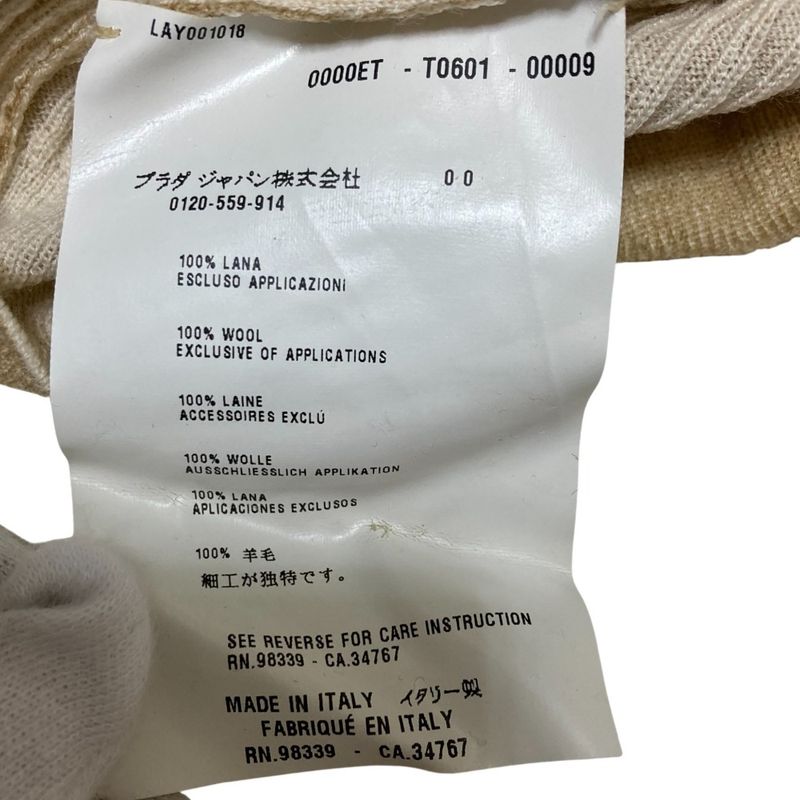 LAY001018
0000ET - T0601 - 00009
プラダ ジャパン株式会社 00
0120-559-914
100% LANA
ESCLUSO APPLICAZIONI
100% WOOL
EXCLUSIVE OF APPLICATIONS
100% LAINE
ACCESSOIRES EXCLÚ
100% WOLLE
AUSSCHLIESSLICH APPLIKATION
100% LANA
APLICACIONES EXCLUSOS
100% 羊毛
細工が独特です。
SEE REVERSE FOR CARE INSTRUCTION
RN.98339 - CA.34767
MADE IN ITALY イタリー製
FABRIQUÉ EN ITALY
RN.98339 - CA.34767